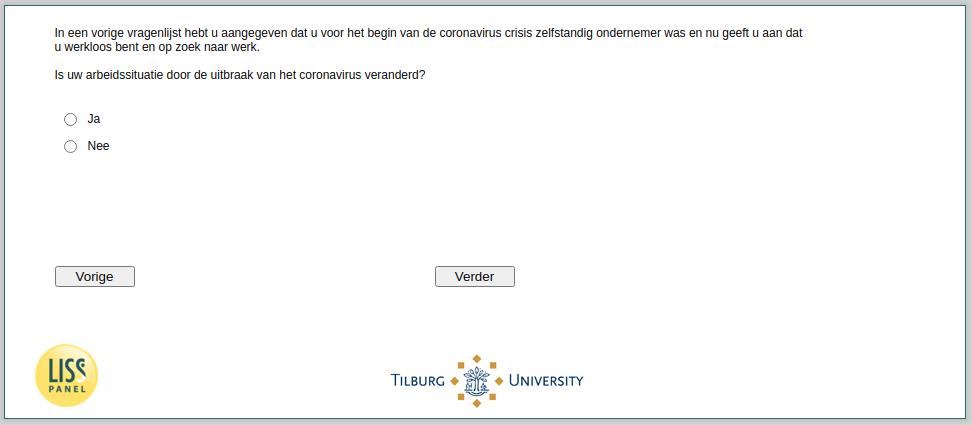 In een vorige vragenlijst hebt u aangegeven dat u voor het begin van de coronavirus crisis zelfstandig ondernemer was en nu geeft u aan dat
u werkloos bent en op zoek naar werk.
Is uw arbeidssituatie door de uitbraak van het coronavirus veranderd?
Ja
Nee
Vorige
Verder
LISS
PANEL
TILBURG UNIVERSITY